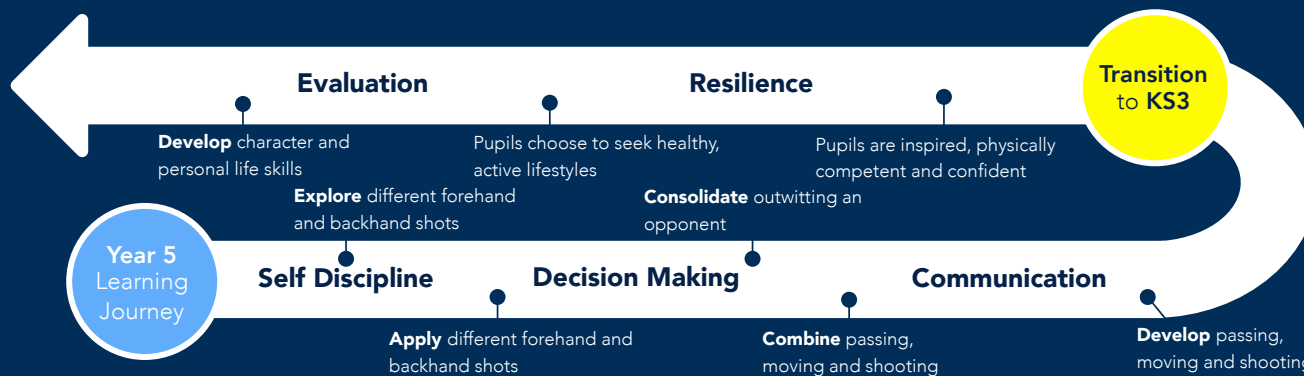 Evaluation
Resilience
Transition
to KS3
Develop character and
personal life skills
Pupils choose to seek healthy,
active lifestyles
Pupils are inspired, physically
competent and confident
Explore different forehand
and backhand shots
Consolidate outwitting an
opponent
Year 5
Learning
Journey
Self Discipline
Decision Making
Communication
Apply different forehand and
backhand shots
Combine passing,
moving and shooting
Develop passing,
moving and shooting